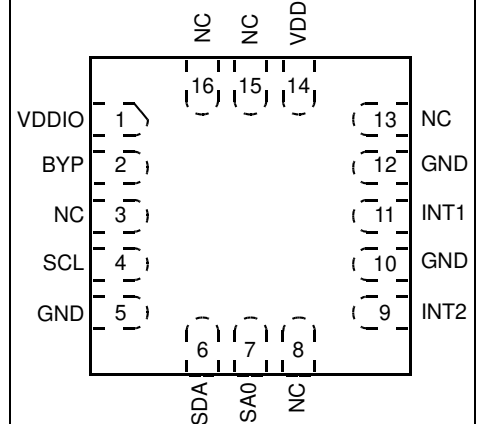 NC NC VDD
16 15 14
VDDIO 1 13 NC
BYP 2 12 GND
NC 3 11 INT1
SCL 4 10 GND
GND 5 9 INT2
6 7 8
SDA SA0 NC